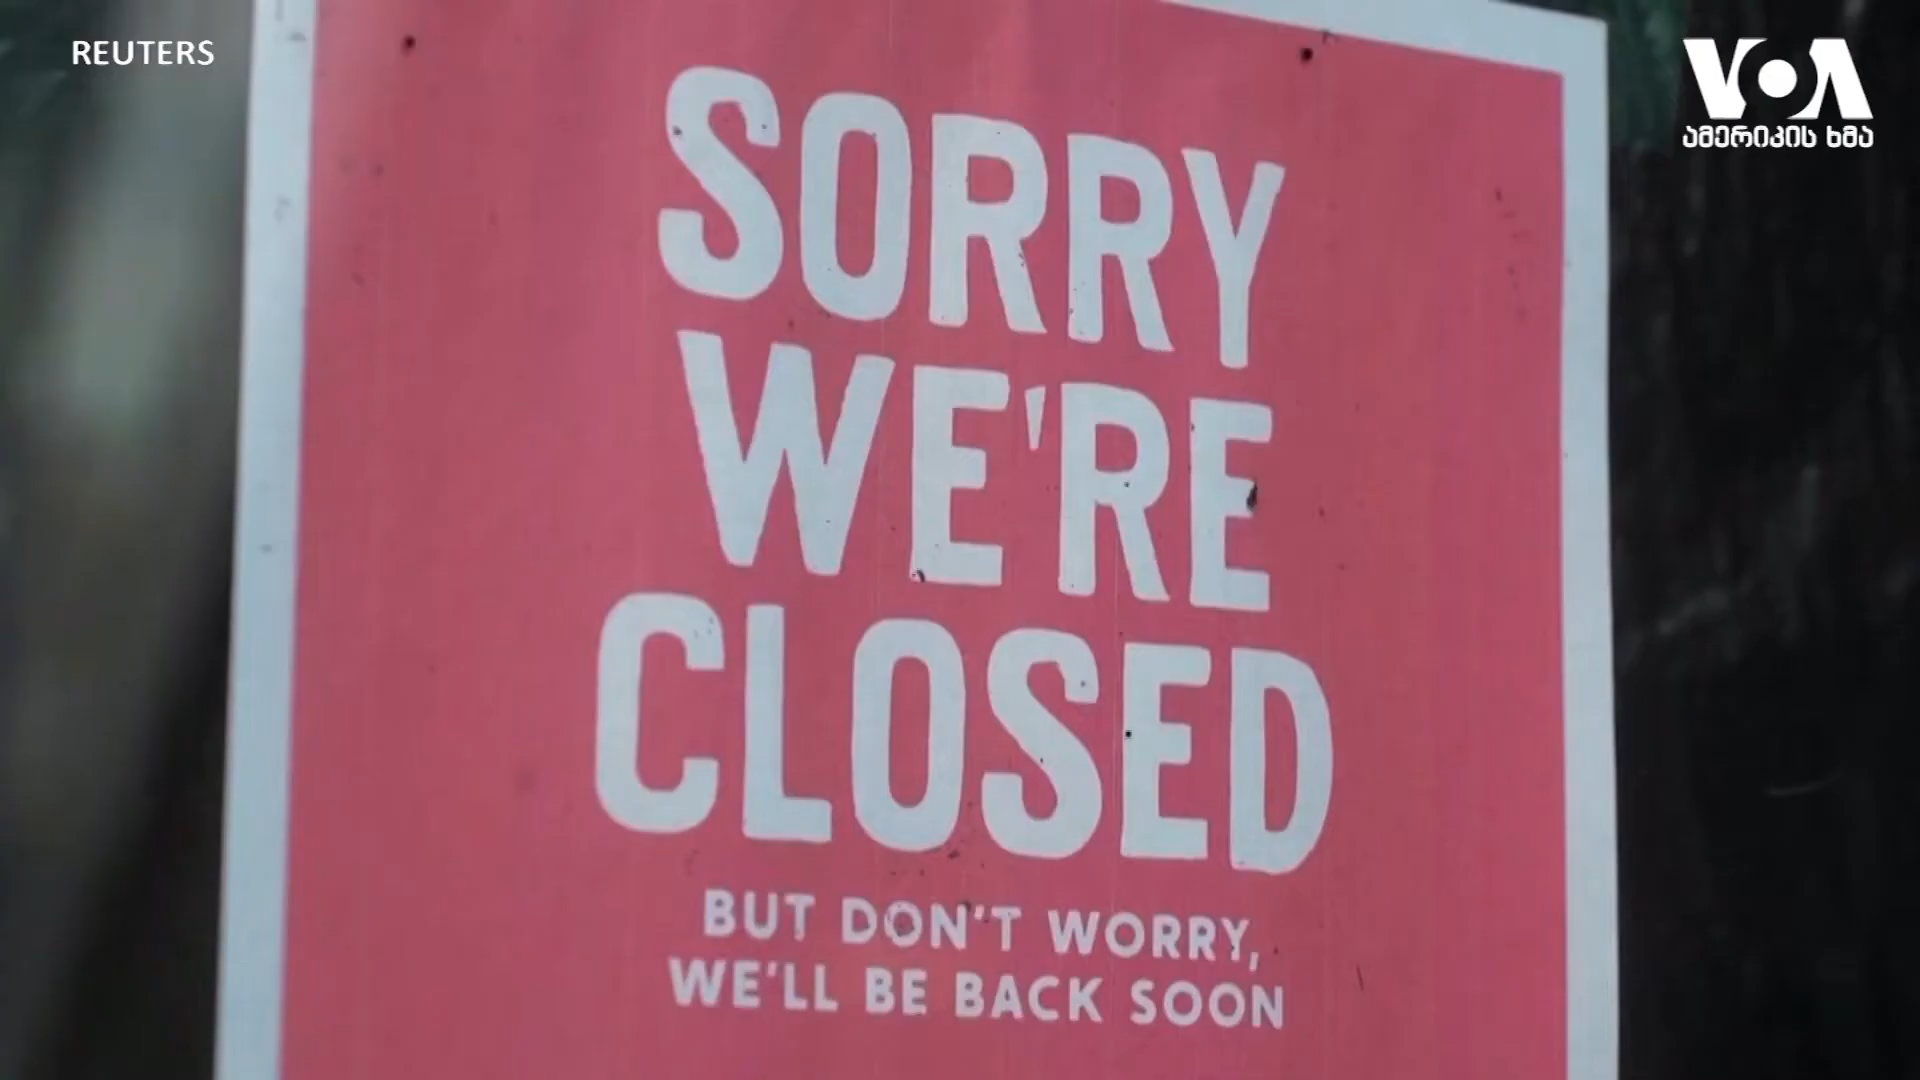 REUTERS
VOA
ამერიკის ხმა
SORRY
WE'RE
CLOSED
BUT DON'T WORRY,
WE'LL BE BACK SOON